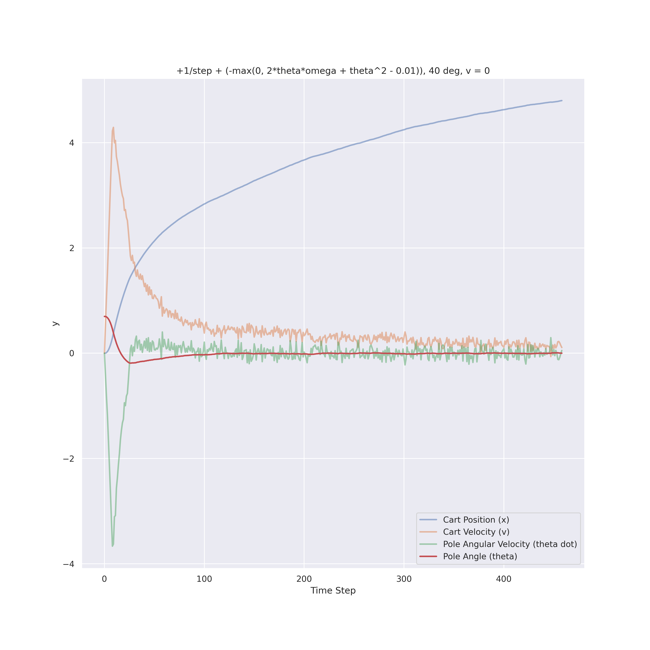 +1/step + (-max(0, 2*theta*omega + theta^2 - 0.01)), 40 deg, v = 0
4
2
0
−2
−4
y
0 100 200 300 400
Time Step
Cart Position (x)
Cart Velocity (v)
Pole Angular Velocity (theta dot)
Pole Angle (theta)